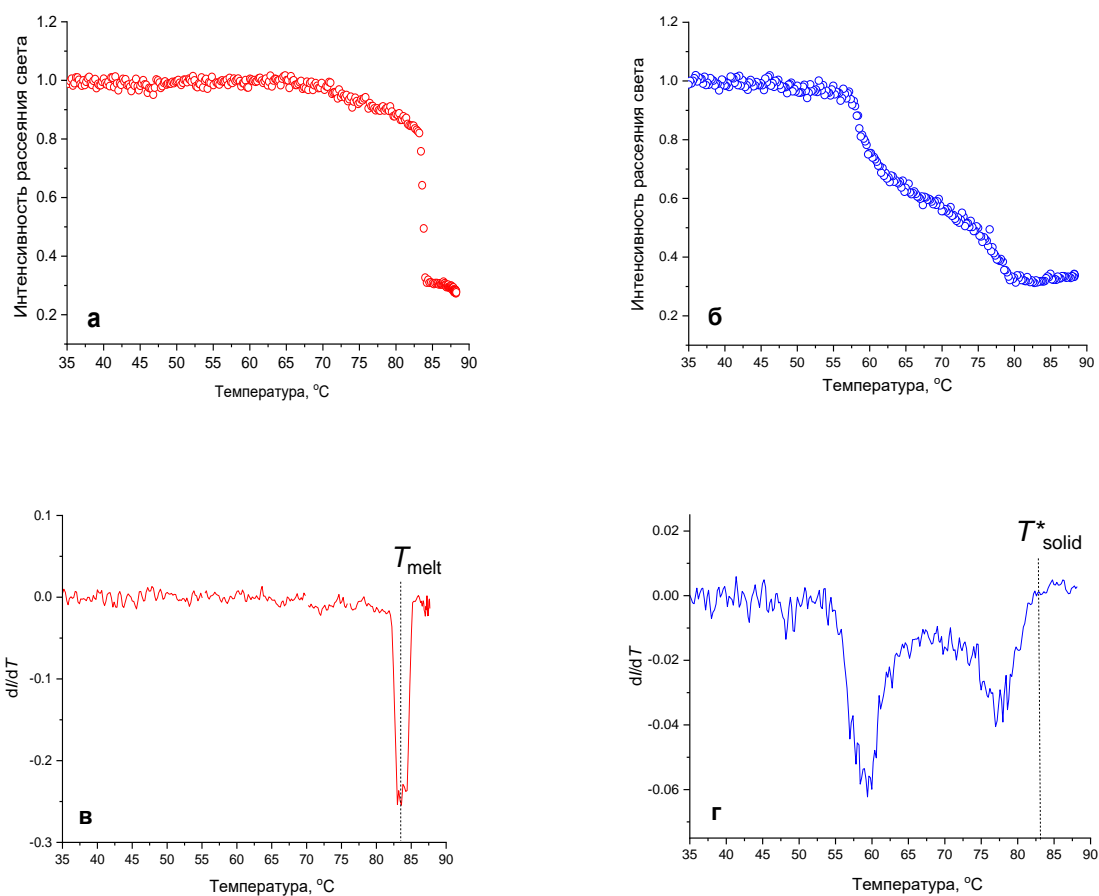 1.2
1.0
0.8
0.6
0.4
0.2
Интенсивность рассеяния света
а
35 40 45 50 55 60 65 70 75 80 85 90
Температура, °C
1.2
1.0
0.8
0.6
0.4
0.2
Интенсивность рассеяния света
б
35 40 45 50 55 60 65 70 75 80 85 90
Температура, °C
0.1
0.0
-0.1
-0.2
-0.3
dI/dT
T melt
в
35 40 45 50 55 60 65 70 75 80 85 90
Температура, °C
0.02
0.00
-0.02
-0.04
-0.06
dI/dT
T* solid
г
35 40 45 50 55 60 65 70 75 80 85 90
Температура, °C